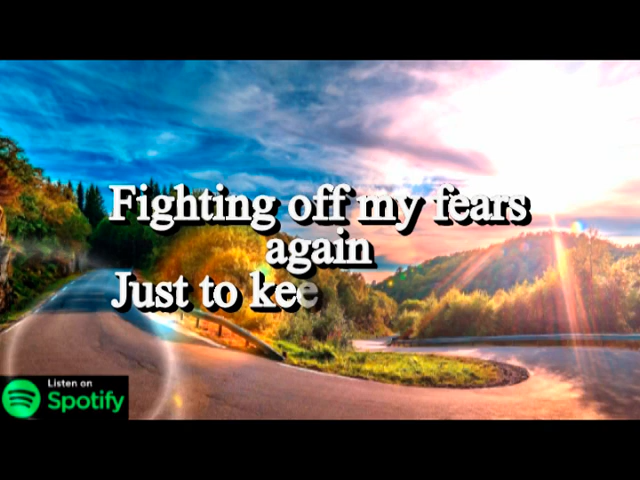 Fighting off my fears
again
Just to kee
Listen on
Spotify